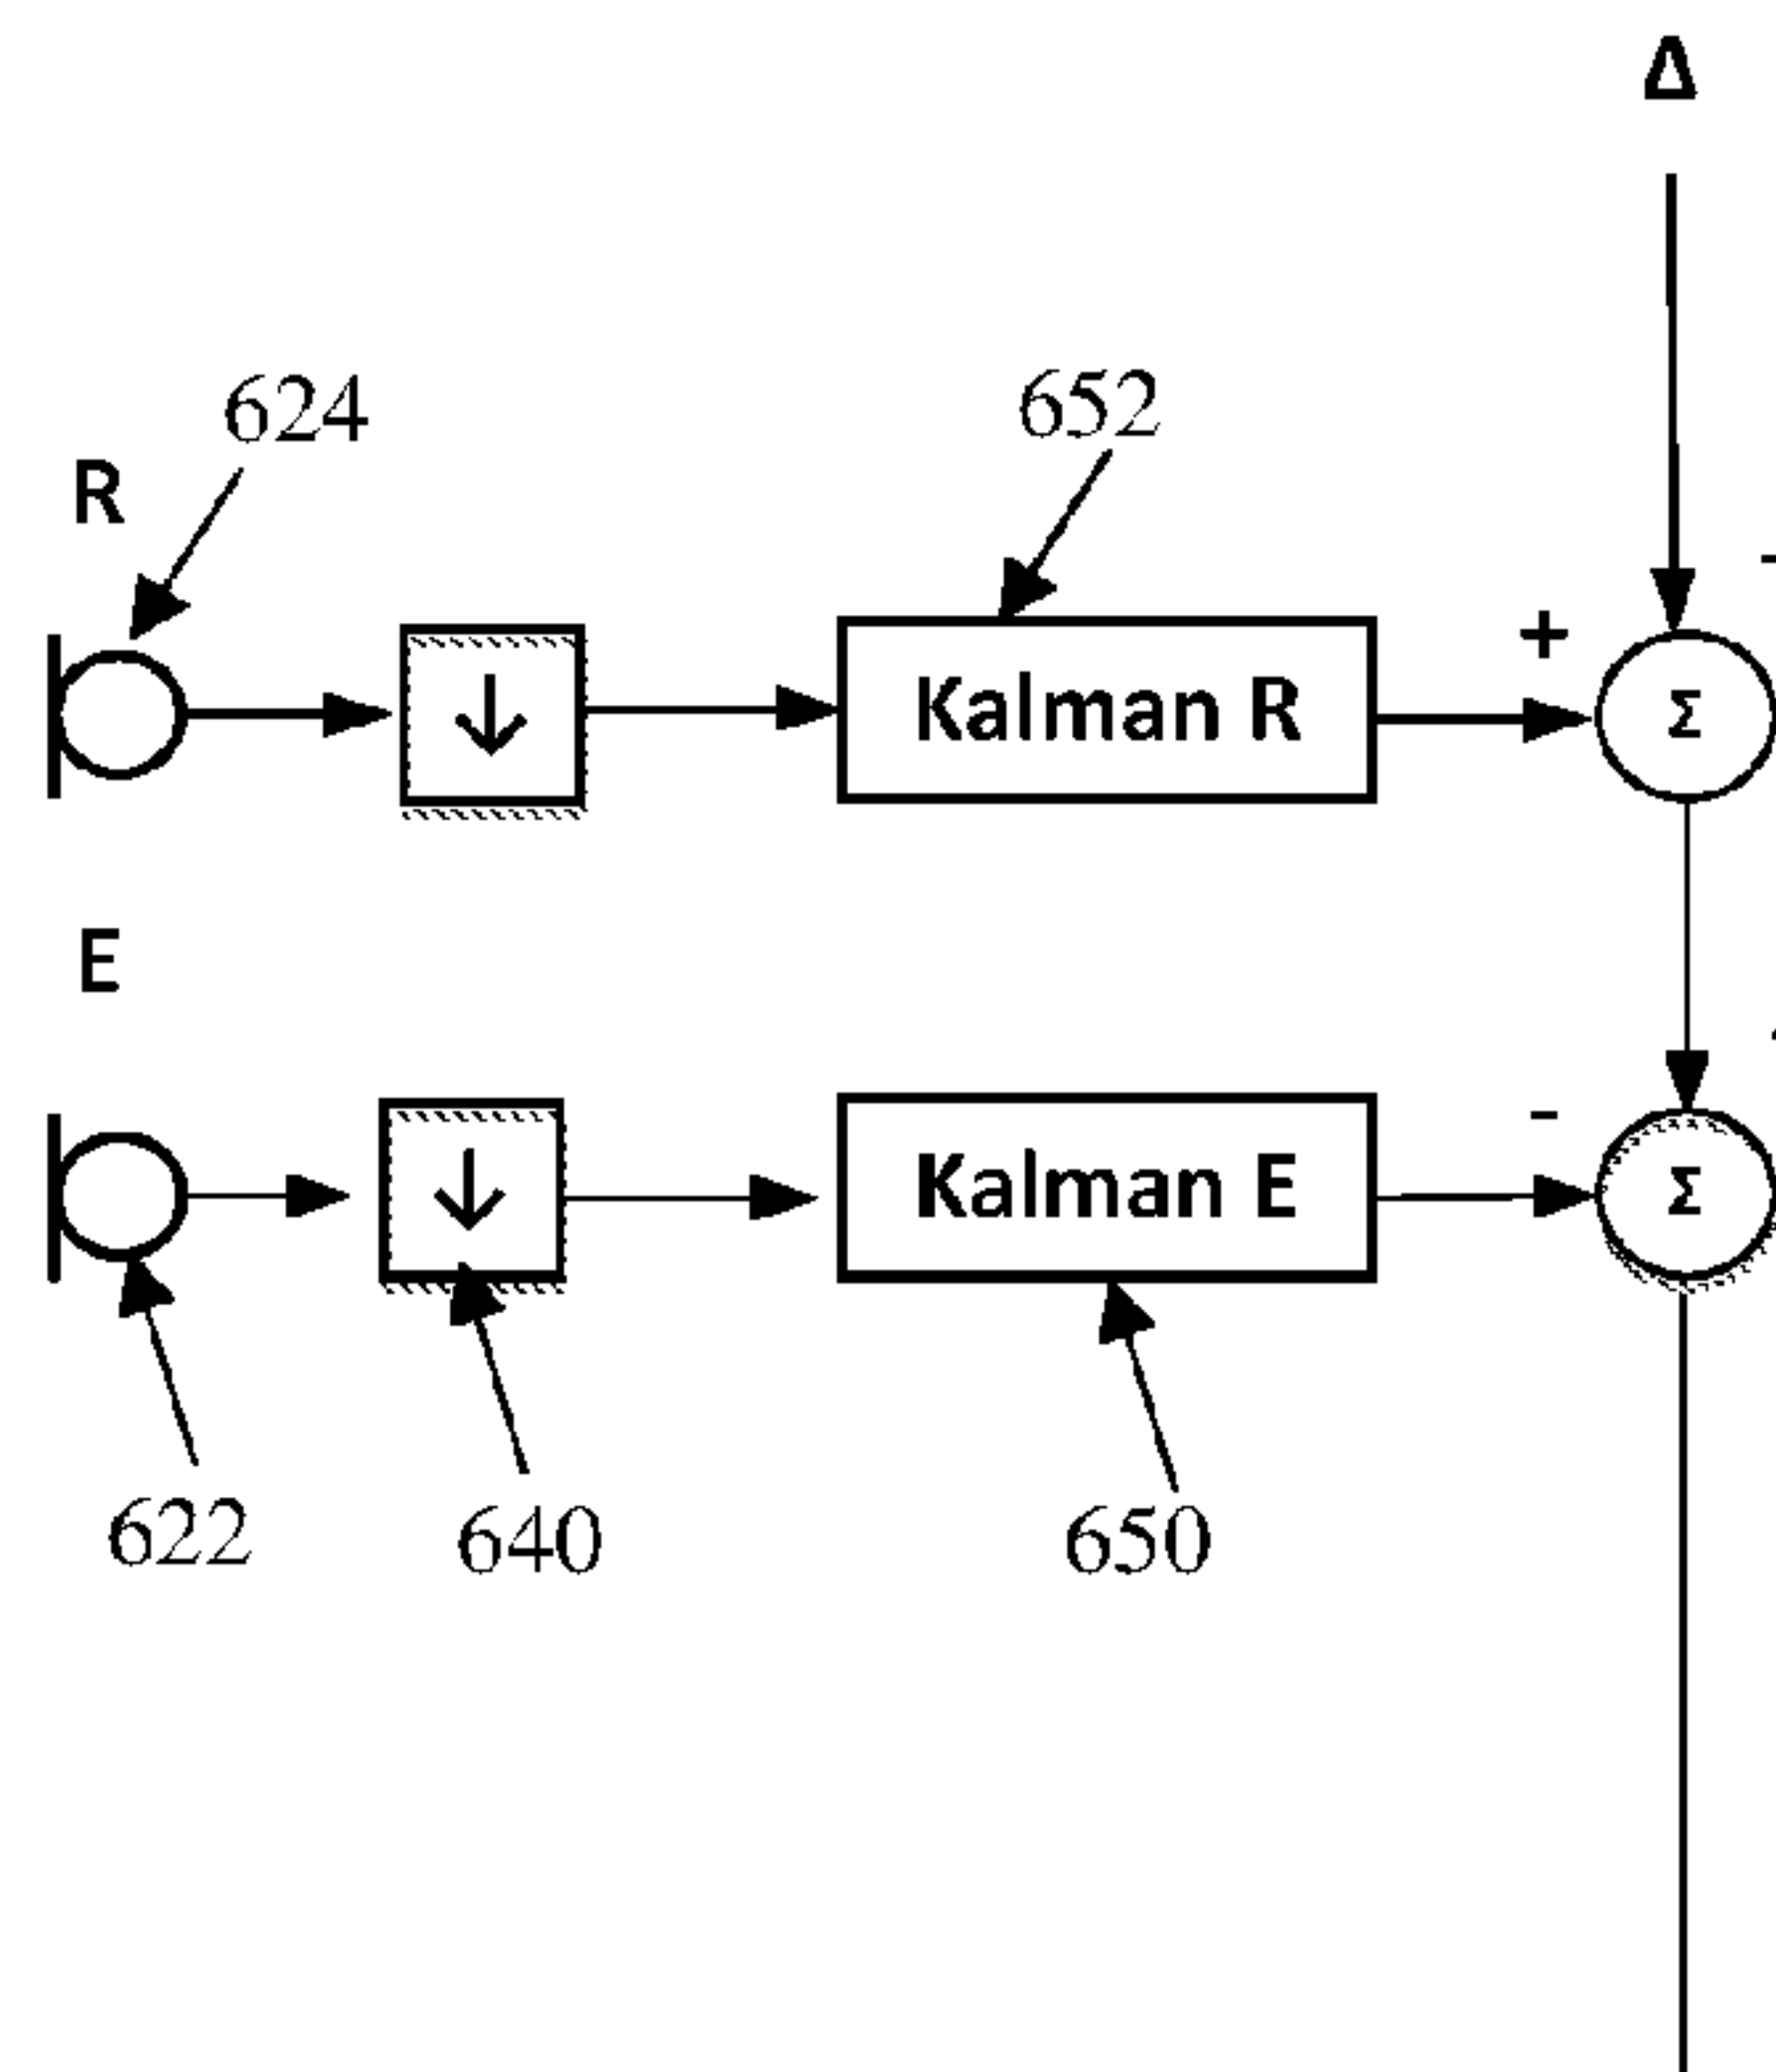 Δ
624
652
R
+
Kalman R
Σ
E
-
Kalman E
Σ
622
640
650